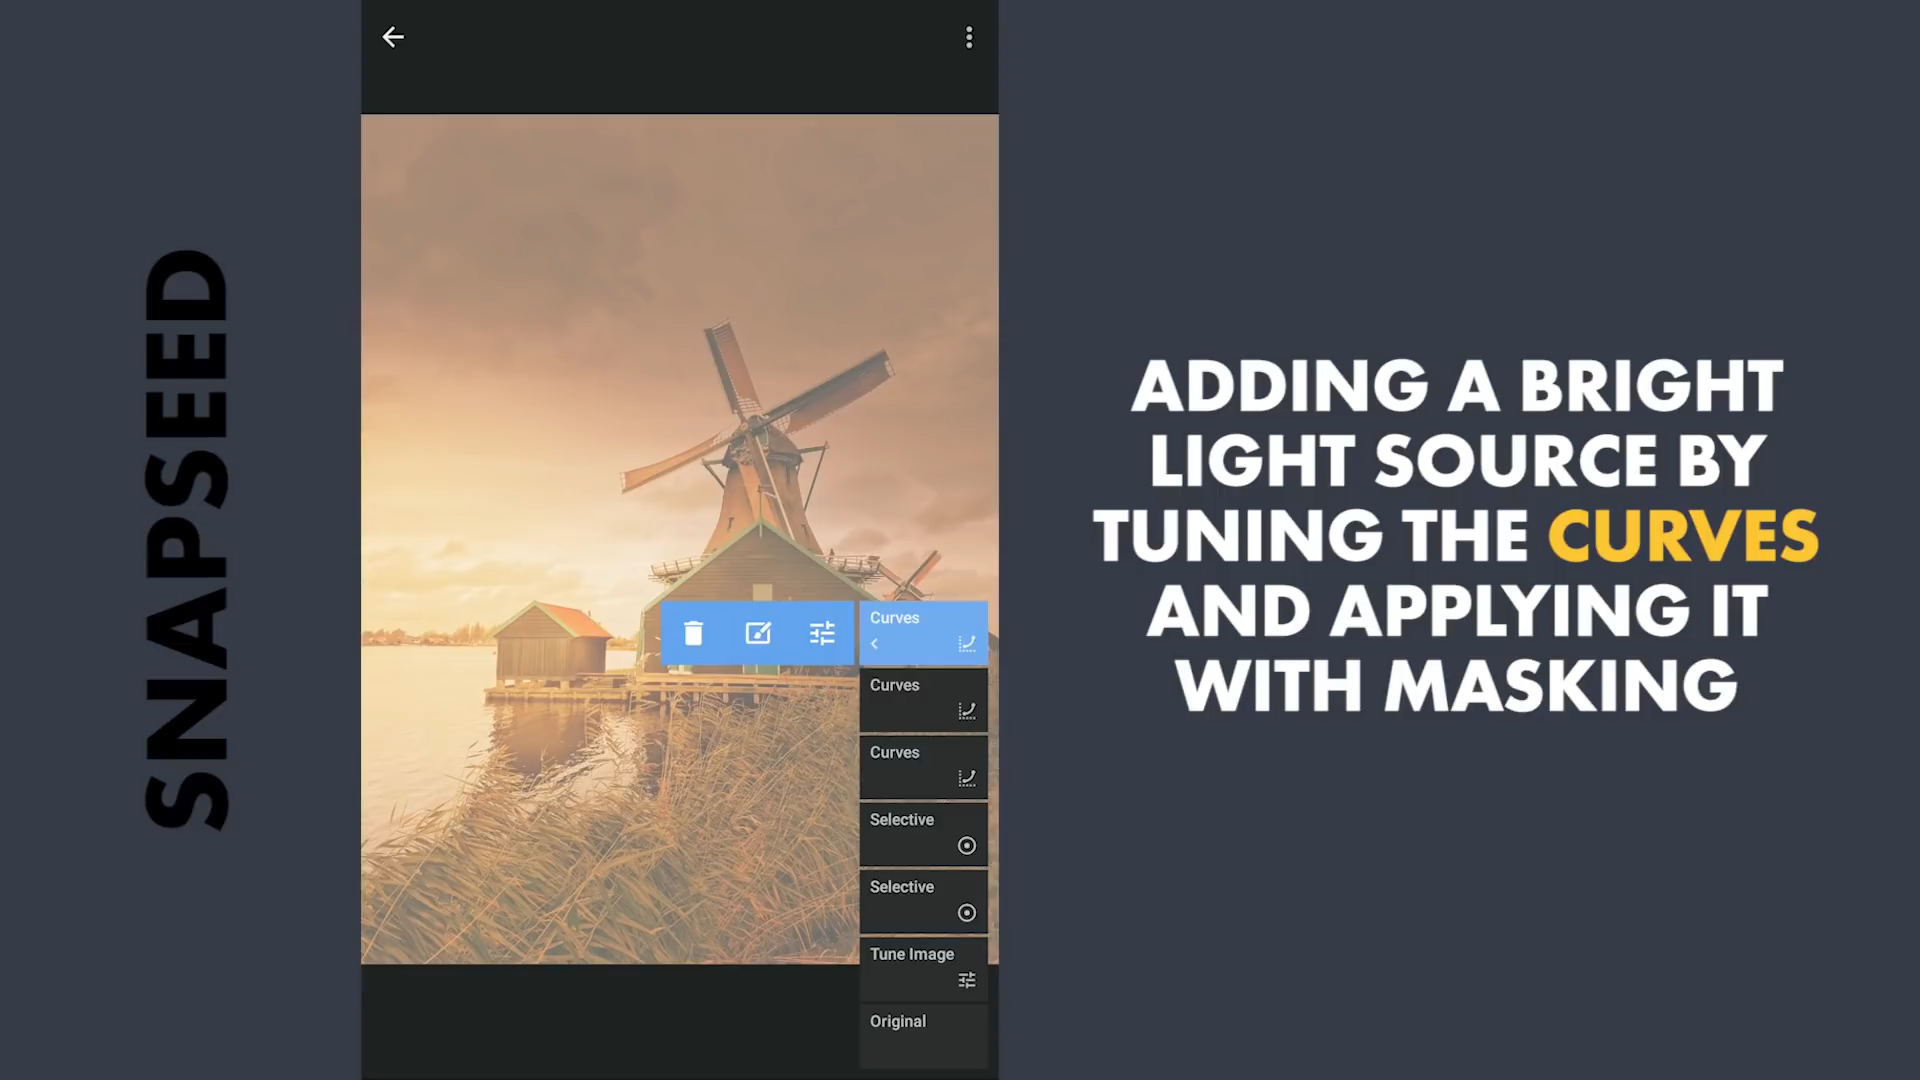 SNAPSEED
Curves
Curves
Curves
Selective
Selective
Tune Image
Original
ADDING A BRIGHT
LIGHT SOURCE BY
TUNING THE CURVES
AND APPLYING IT
WITH MASKING